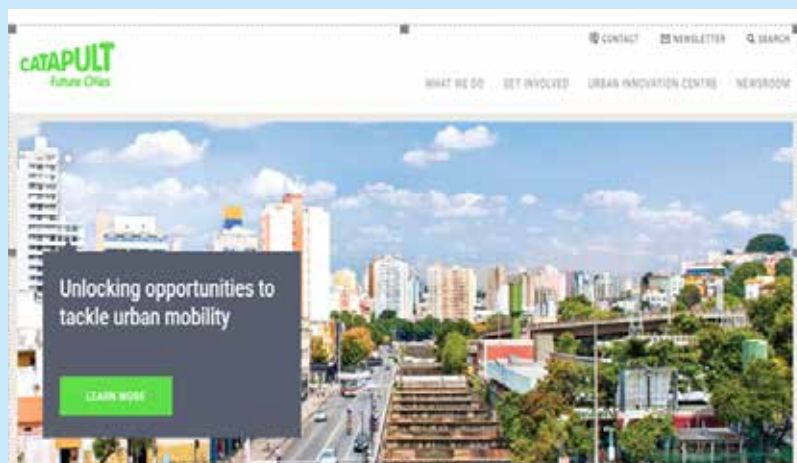 CONTACT NEWSLETTER SEARCH
CATAPULT
Future Cities
WHAT WE DO GET INVOLVED URBAN INNOVATION CENTRE NEWSROOM
Unlocking opportunities to
tackle urban mobility
LEARN MORE